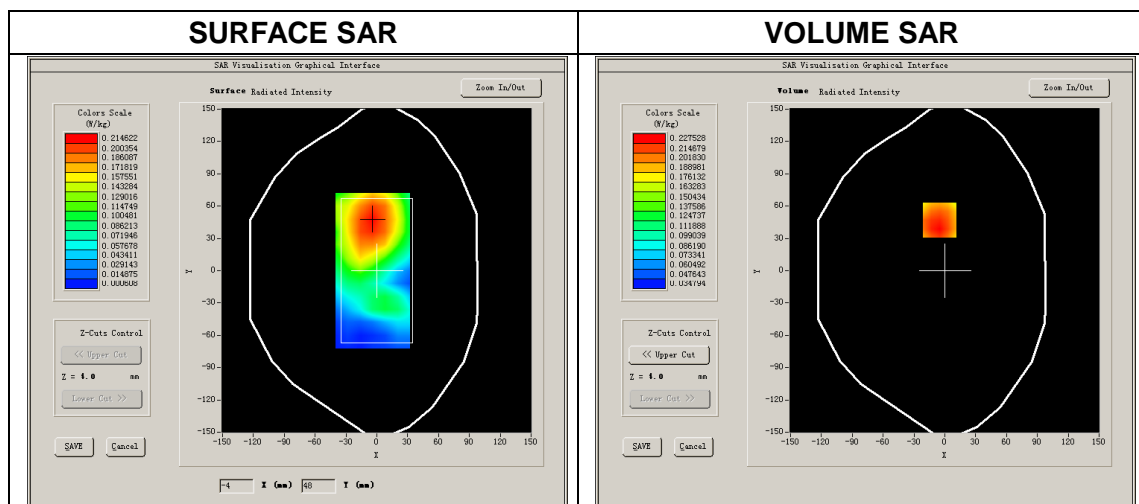 SURFACE SAR
SAR Visualisation Graphical Interface
Surface Radiated Intensity
Zoom In/Out
Colors Scale
(W/kg)
0.214622
0.200354
0.186087
0.171819
0.157551
0.143284
0.129016
0.114749
0.100481
0.086213
0.071946
0.057678
0.043411
0.029143
0.014875
0.000608
Z-Cuts Control
<< Upper Cut
Z = 4.0 mm
Lower Cut >>
SAVE Cancel
150
120
90
60
30
0
-30
-60
-90
-120
-150
Y
-150 -120 -90 -60 -30 0 30 60 90 120 150
X
-4 X (mm) 48 Y (mm)
VOLUME SAR
SAR Visualisation Graphical Interface
Volume Radiated Intensity
Zoom In/Out
Colors Scale
(W/kg)
0.227528
0.214679
0.201830
0.188981
0.176132
0.163283
0.150434
0.137586
0.124737
0.111888
0.099039
0.086190
0.073341
0.060492
0.047643
0.034794
Z-Cuts Control
<< Upper Cut
Z = 4.0 mm
Lower Cut >>
SAVE Cancel
150
120
90
60
30
0
-30
-60
-90
-120
-150
Y
-150 -120 -90 -60 -30 0 30 60 90 120 150
X